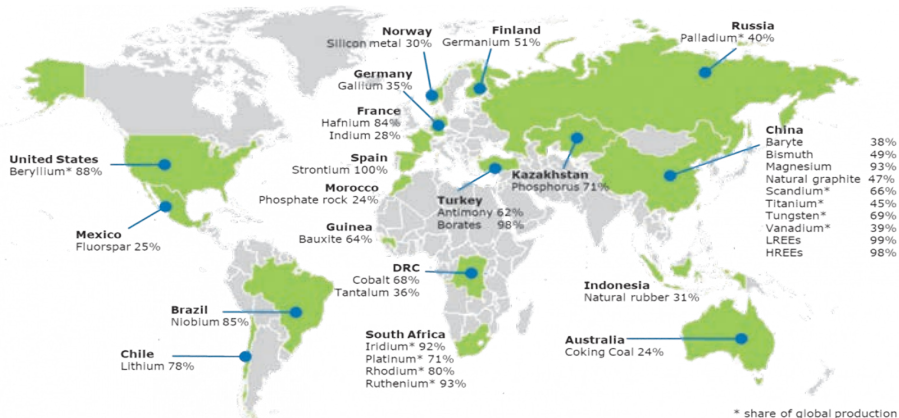 Norway
Silicon metal 30%
Finland
Germanium 51%
Russia
Palladium* 40%
Germany
Gallium 35%
France
Hafnium 84%
Indium 28%
Spain
Strontium 100%
Morocco
Phosphate rock 24%
United States
Beryllium* 88%
Mexico
Fluorspar 25%
Kazakhstan
Phosphorus 71%
Turkey
Antimony 62%
Borates 98%
China
Baryte 38%
Bismuth 49%
Magnesium 93%
Natural graphite 47%
Scandium* 66%
Titanium* 45%
Tungsten* 69%
Vanadium* 39%
LREEs 99%
HREEs 98%
Guinea
Bauxite 64%
DRC
Cobalt 68%
Tantalum 36%
Indonesia
Natural rubber 31%
Brazil
Niobium 85%
Chile
Lithium 78%
South Africa
Iridium* 92%
Platinum* 71%
Rhodium* 80%
Ruthenium* 93%
Australia
Coking Coal 24%
* share of global production